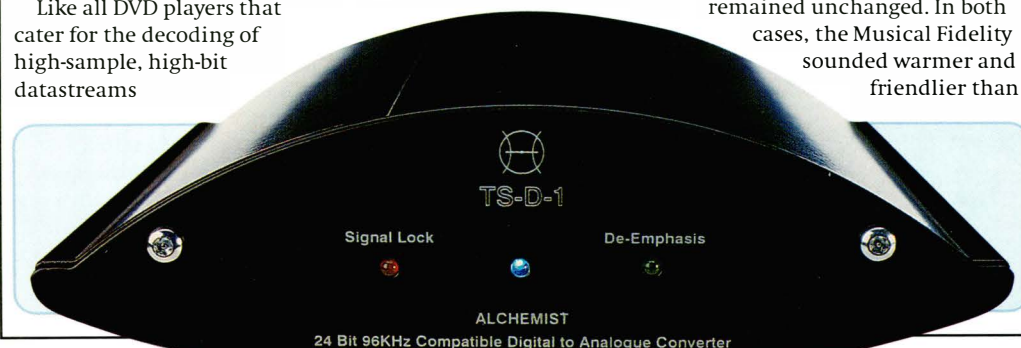 Like all DVD players that
cater for the decoding of
high-sample, high-bit
datastreams
remained unchanged. In both
cases, the Musical Fidelity
sounded warmer and
friendlier than
TS-D-1
Signal Lock
De-Emphasis
ALCHEMIST
24 Bit 96KHz Compatible Digital to Analogue Converter